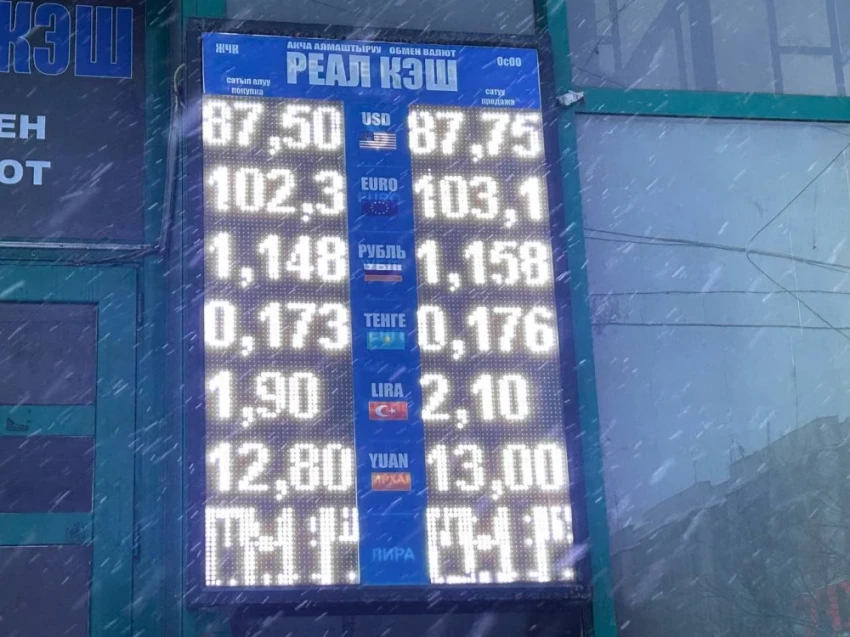 КЭШ
ЕН
ОТ
ЖЧК
АКЧА АЛМАШТЫРУУ ОБМЕН ВАЛЮТ
РЕАЛ КЭШ
ОсОО
сатып алуу
покупка
сатуу
продажа
87,50 USD 87,75
102,3 EURO 103,1
1,148 РУБЛЬ 1,158
0,173 ТЕНГЕ 0,176
1,90 LIRA 2,10
12,80 YUAN 13,00
ЛИРА